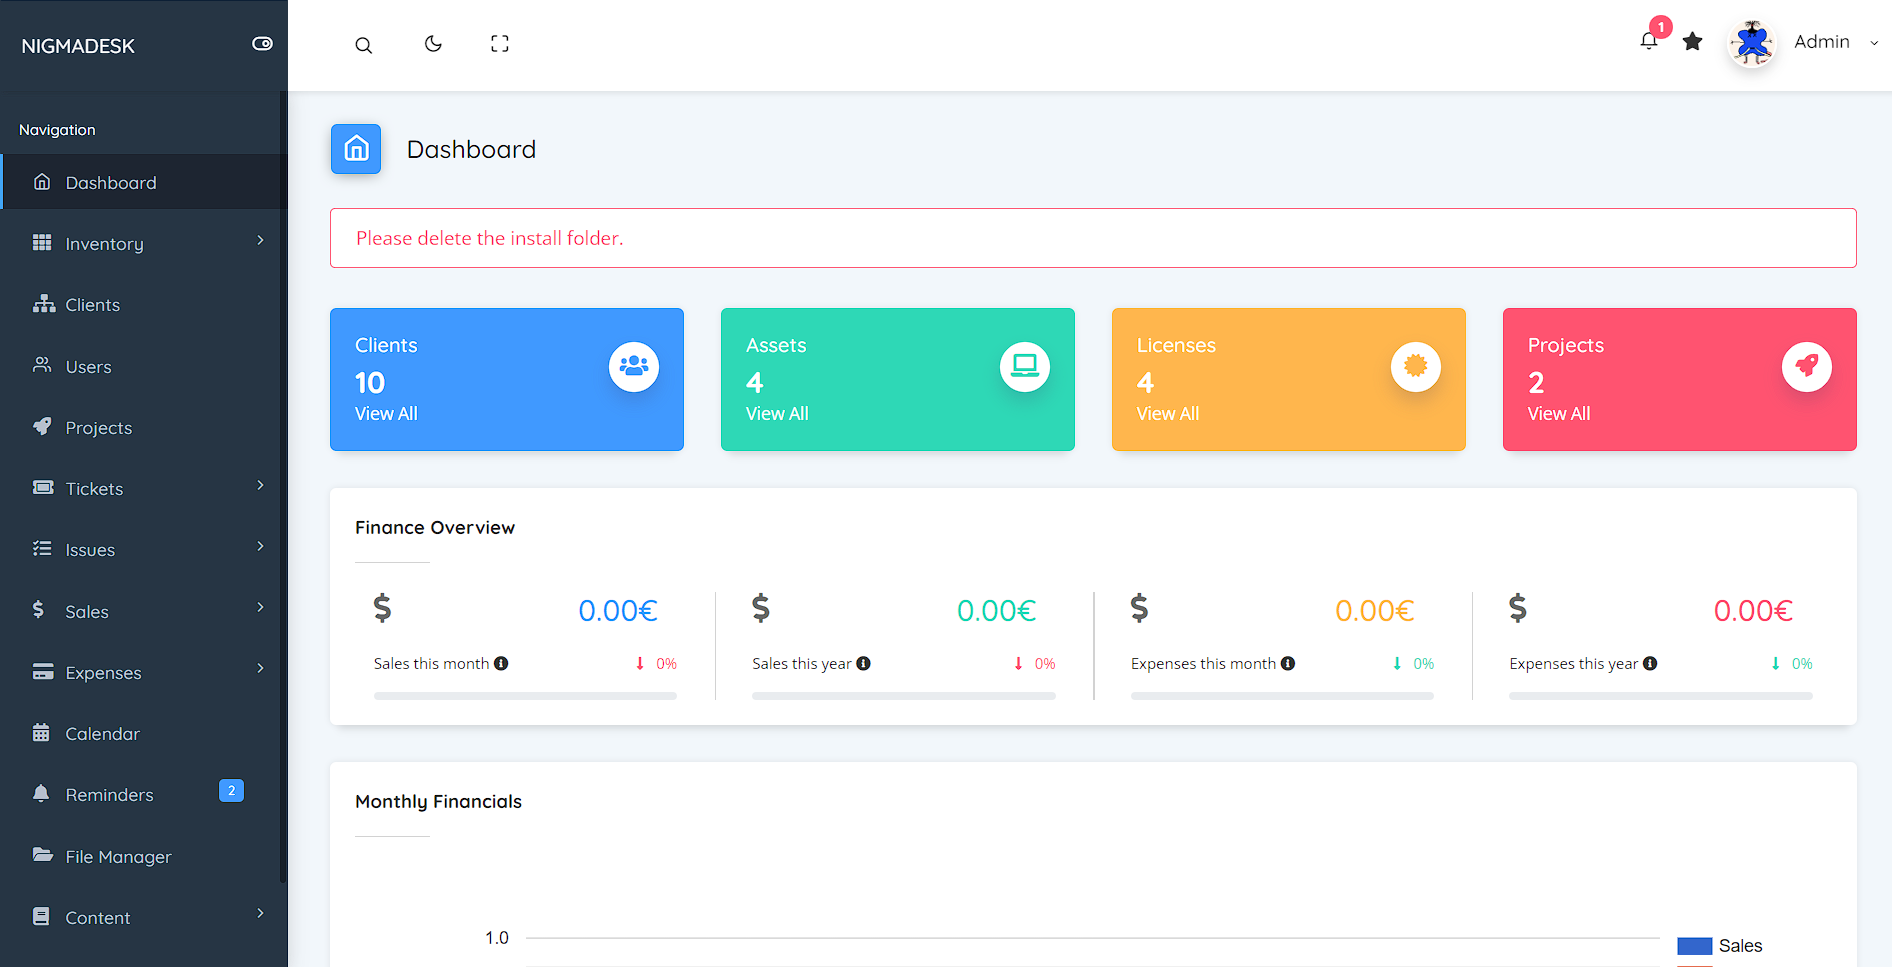 NIGMADESK
1
Admin
Navigation
Dashboard
Inventory
Clients
Users
Projects
Tickets
Issues
Sales
Expenses
Calendar
Reminders 2
File Manager
Content
Dashboard
Please delete the install folder.
Clients
10
View All
Assets
4
View All
Licenses
4
View All
Projects
2
View All
Finance Overview
$ 0.00€
Sales this month 0%
$ 0.00€
Sales this year 0%
$ 0.00€
Expenses this month 0%
$ 0.00€
Expenses this year 0%
Monthly Financials
1.0
Sales